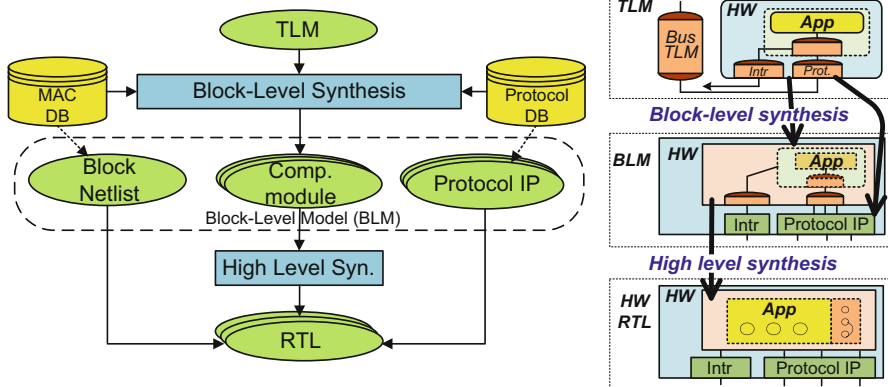 TLM
MAC
DB
Block-Level Synthesis
Protocol
DB
Block
Netlist
Comp.
module
Protocol IP
Block-Level Model (BLM)
High Level Syn.
RTL
TLM
HW
App
Bus
TLM
Intr
Prot.
Block-level synthesis
BLM
HW
App
Intr
Protocol IP
High level synthesis
HW
RTL
HW
App
Intr
Protocol IP